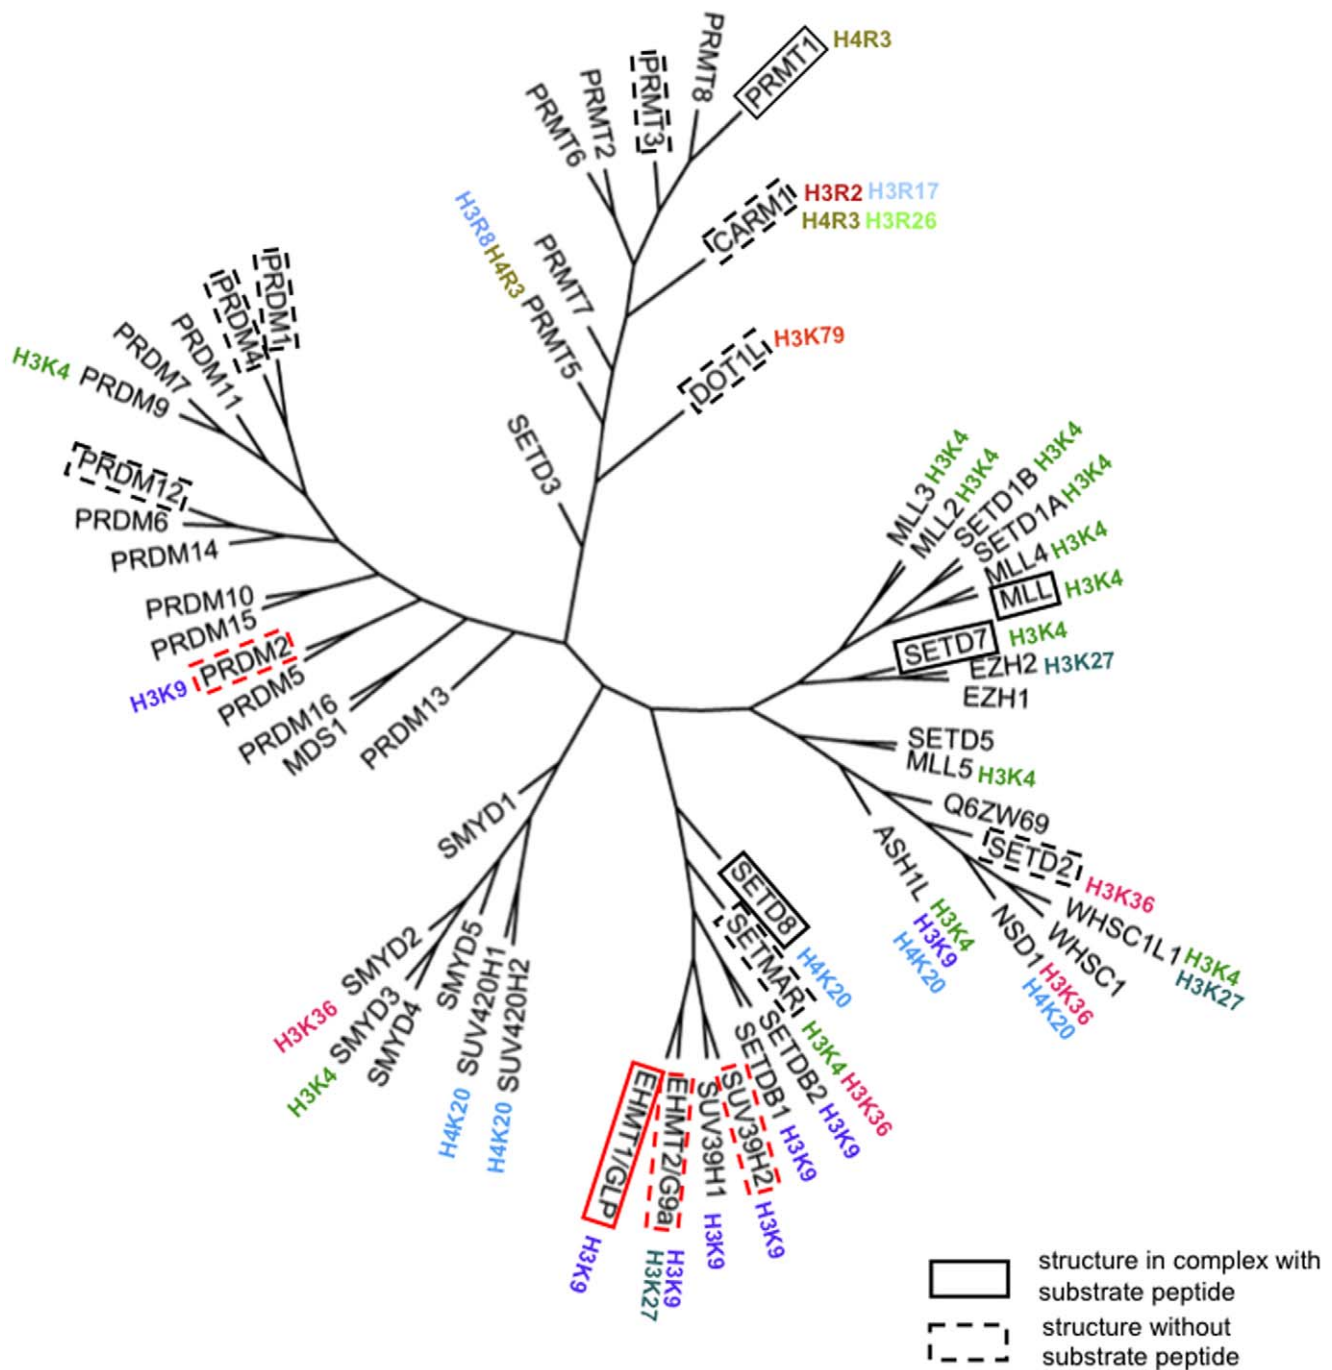 PRMT8
PRMT1 H4R3
PRMT3
PRMT2
PRMT6
CARM1 H3R2 H3R17
H4R3 H3R26
PRMT7
H3R8 H4R3 PRMT5
DOT1L H3K79
SETD3
PRDM1
PRDM4
PRDM11
PRDM7
H3K4 PRDM9
PRDM12
PRDM6
PRDM14
PRDM10
PRDM15
H3K9 PRDM2
PRDM5
PRDM16
MDS1
PRDM13
MLL3 H3K4
MLL2 H3K4
SETD1B H3K4
SETD1A H3K4
MLL4 H3K4
MLL H3K4
SETD7 H3K4
EZH2 H3K27
EZH1
SETD5
MLL5 H3K4
Q6ZW69
SETD2 H3K36
WHSC1L1 H3K4
H3K27
WHSC1
NSD1 H3K36
H4K20
ASH1L H3K4
H3K9
H4K20
SETD8 H4K20
SETMAR H3K4 H3K36
SETDB2 H3K9
SETDB1 H3K9
SUV39H2 H3K9
SUV39H1 H3K9
EHMT2/G9a H3K9
H3K27
EHMT1/GLP H3K9
SMYD1
H3K36 SMYD2
H3K4 SMYD3
SMYD4
SMYD5
H4K20 SUV420H1
H4K20 SUV420H2
structure in complex with
substrate peptide
structure without
substrate peptide